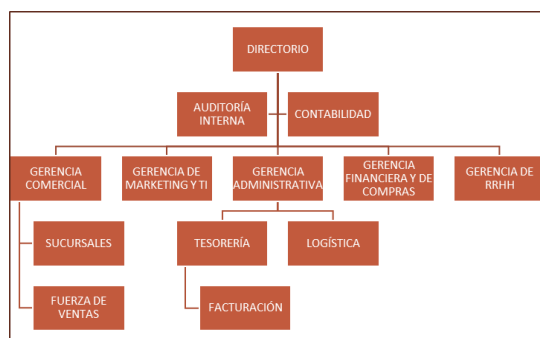 DIRECTORIO
AUDITORÍA
INTERNA
CONTABILIDAD
GERENCIA
COMERCIAL
GERENCIA DE
MARKETING Y TI
GERENCIA
ADMINISTRATIVA
GERENCIA
FINANCIERA Y DE
COMPRAS
GERENCIA DE
RRHH
SUCURSALES
TESORERÍA
LOGÍSTICA
FUERZA DE
VENTAS
FACTURACIÓN